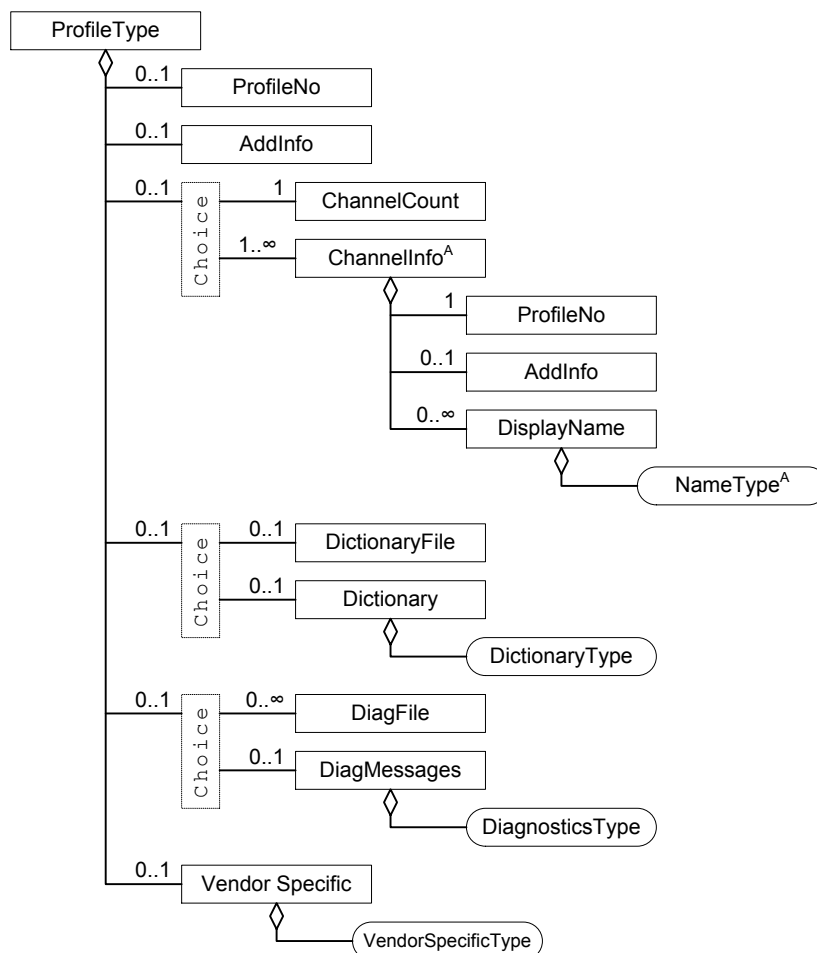 ProfileType
0..1
ProfileNo
0..1
AddInfo
0..1
Choice
1
ChannelCount
1..∞
ChannelInfoA
1
ProfileNo
0..1
AddInfo
0..∞
DisplayName
NameTypeA
0..1
Choice
0..1
DictionaryFile
0..1
Dictionary
DictionaryType
0..1
Choice
0..∞
DiagFile
0..1
DiagMessages
DiagnosticsType
0..1
Vendor Specific
VendorSpecificType